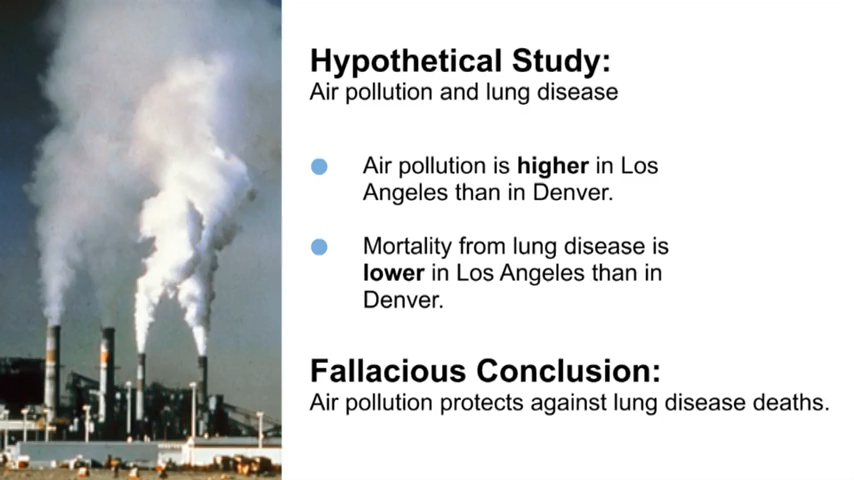 Hypothetical Study:
Air pollution and lung disease
Air pollution is higher in Los
Angeles than in Denver.
Mortality from lung disease is
lower in Los Angeles than in
Denver.
Fallacious Conclusion:
Air pollution protects against lung disease deaths.